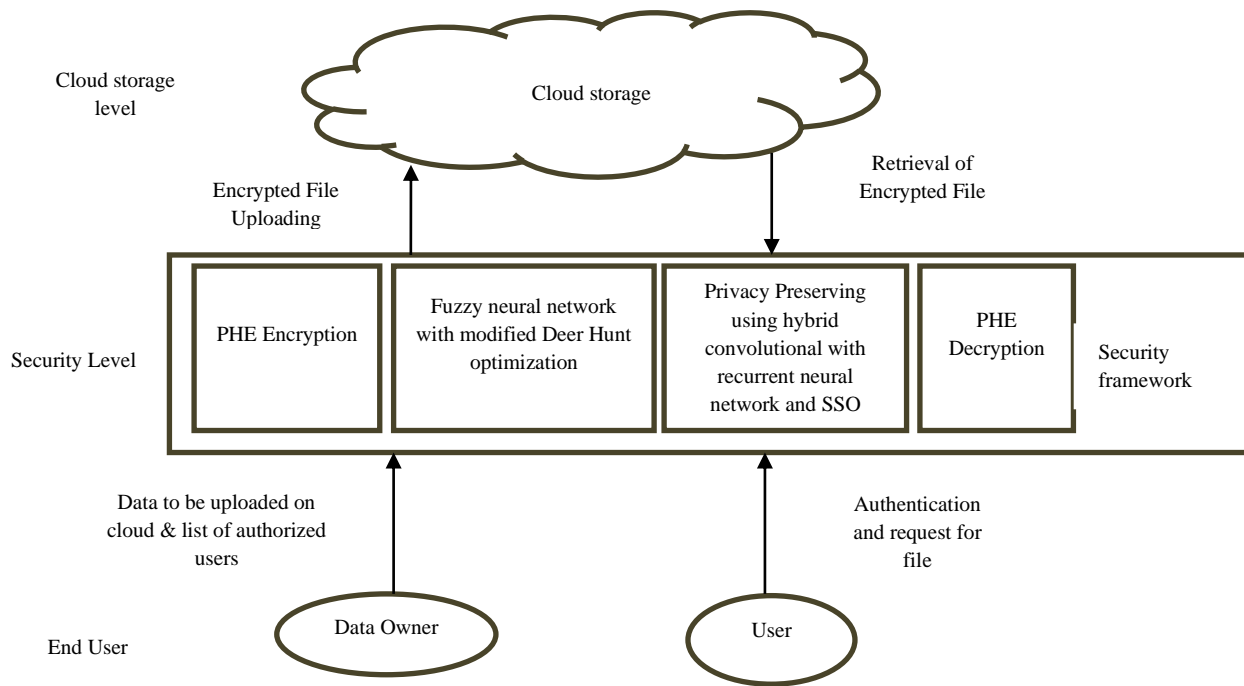 Cloud storage
level
Cloud storage
Encrypted File
Uploading
Retrieval of
Encrypted File
Security Level
PHE Encryption
Fuzzy neural network
with modified Deer Hunt
optimization
Privacy Preserving
using hybrid
convolutional with
recurrent neural
network and SSO
PHE
Decryption
Security
framework
Data to be uploaded on
cloud & list of authorized
users
Authentication
and request for
file
End User
Data Owner
User